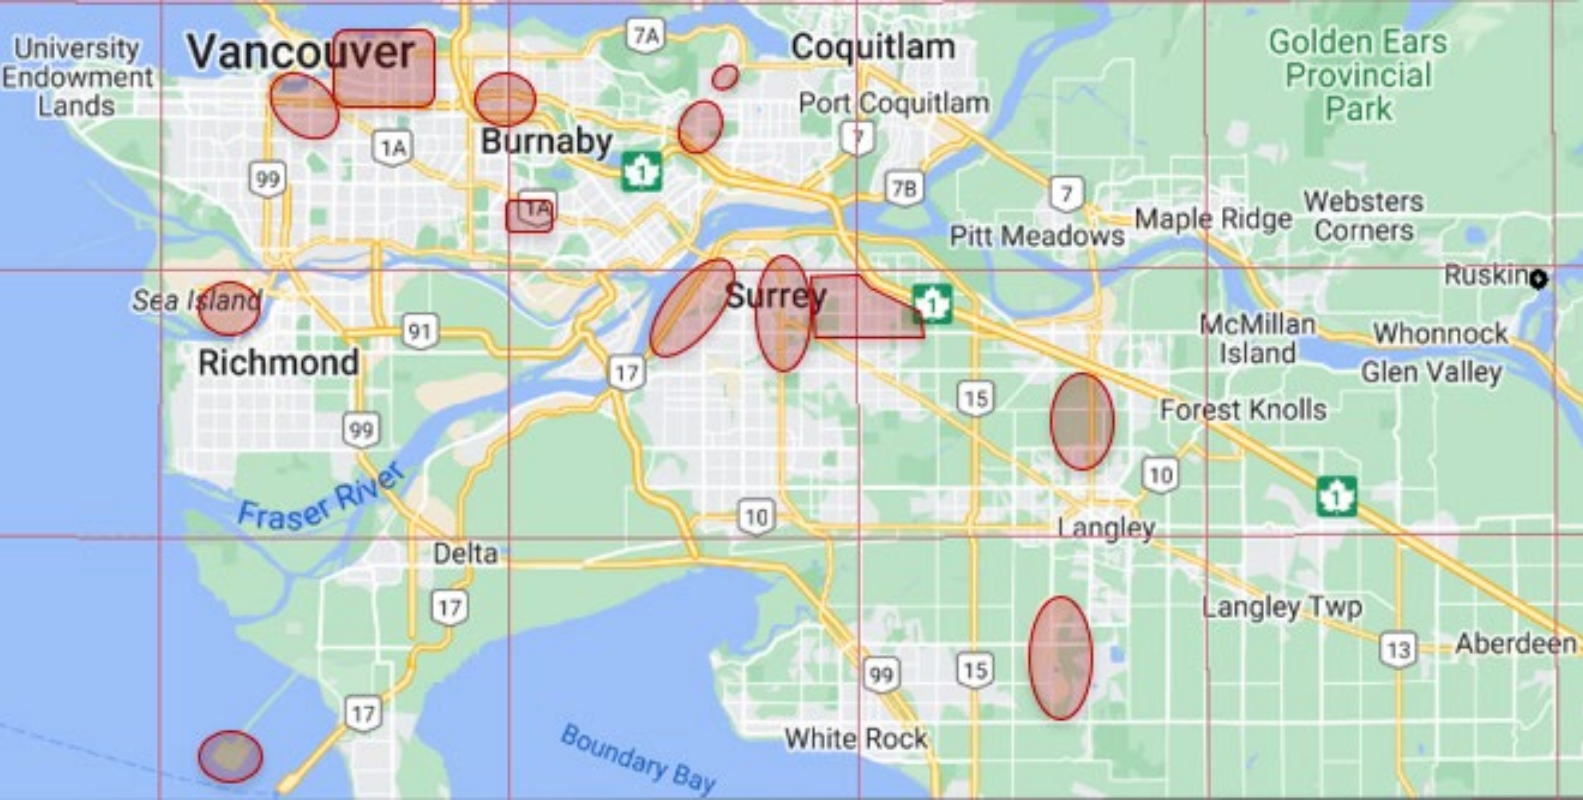 University
Endowment
Lands
Vancouver
7A
Coquitlam
Golden Ears
Provincial
Park
Port Coquitlam
Burnaby
1A
1
7
99
7B
7
1A
Pitt Meadows
Maple Ridge
Websters
Corners
Sea Island
Surrey
1
Ruskin
Richmond
91
17
McMillan
Island
Whonnock
Glen Valley
99
15
Forest Knolls
Fraser River
10
10
1
Langley
Delta
17
Langley Twp
13
Aberdeen
99
15
17
White Rock
Boundary Bay